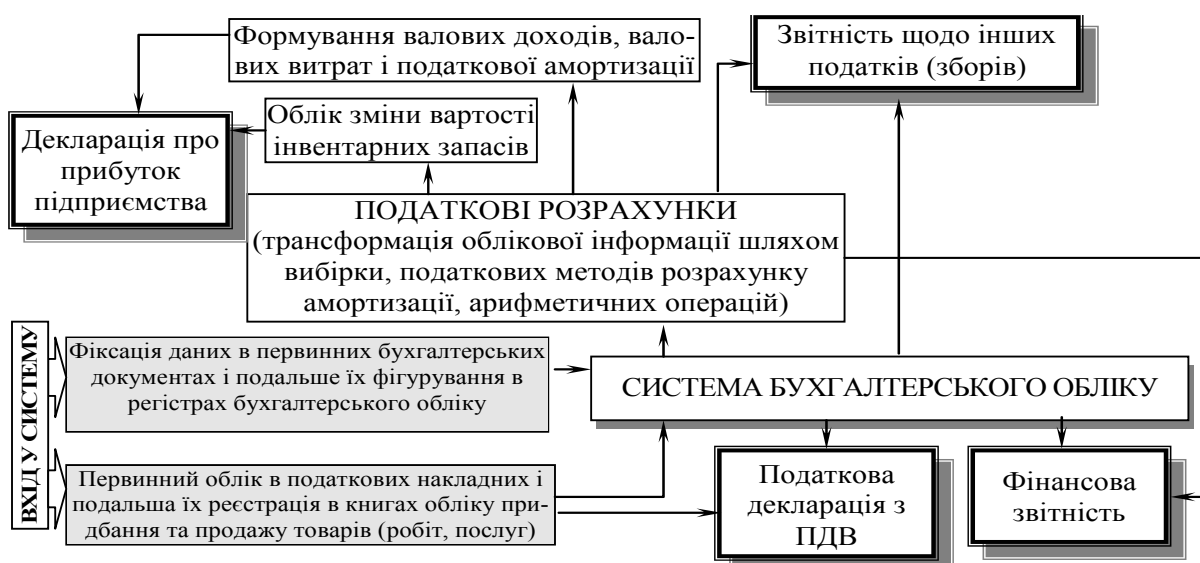 Формування валових доходів, вало-
вих витрат і податкової амортизації
Звітність щодо інших
податків (зборів)
Облік зміни вартості
інвентарних запасів
Декларація про
прибуток
підприємства
ПОДАТКОВІ РОЗРАХУНКИ
(трансформація облікової інформації шляхом
вибірки, податкових методів розрахунку
амортизації, арифметичних операцій)
ВХІД У СИСТЕМУ
Фіксація даних в первинних бухгалтерських
документах і подальше їх фігурування в
регістрах бухгалтерського обліку
СИСТЕМА БУХГАЛТЕРСЬКОГО ОБЛІКУ
Первинний облік в податкових накладних і
подальша їх реєстрація в книгах обліку при-
дбання та продажу товарів (робіт, послуг)
Податкова
декларація з
ПДВ
Фінансова
звітність